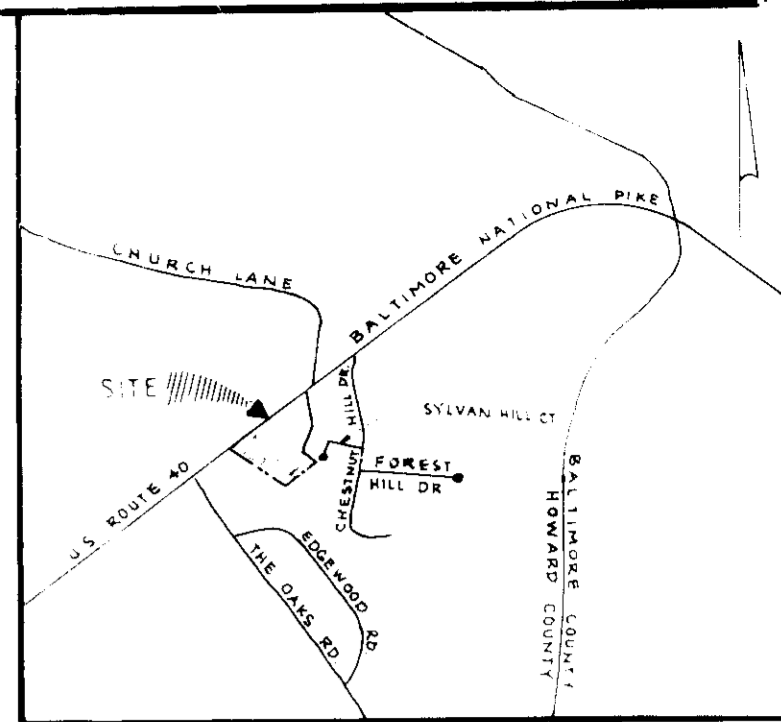 BALTIMORE NATIONAL PIKE
CHURCH LANE
SITE
HILL DR.
CHESTNUT
SYLVAN HILL CT
FOREST
HILL DR
US ROUTE 40
EDGEWOOD RD
THE OAKS RD
BALTIMORE COUNTY
HOWARD COUNTY